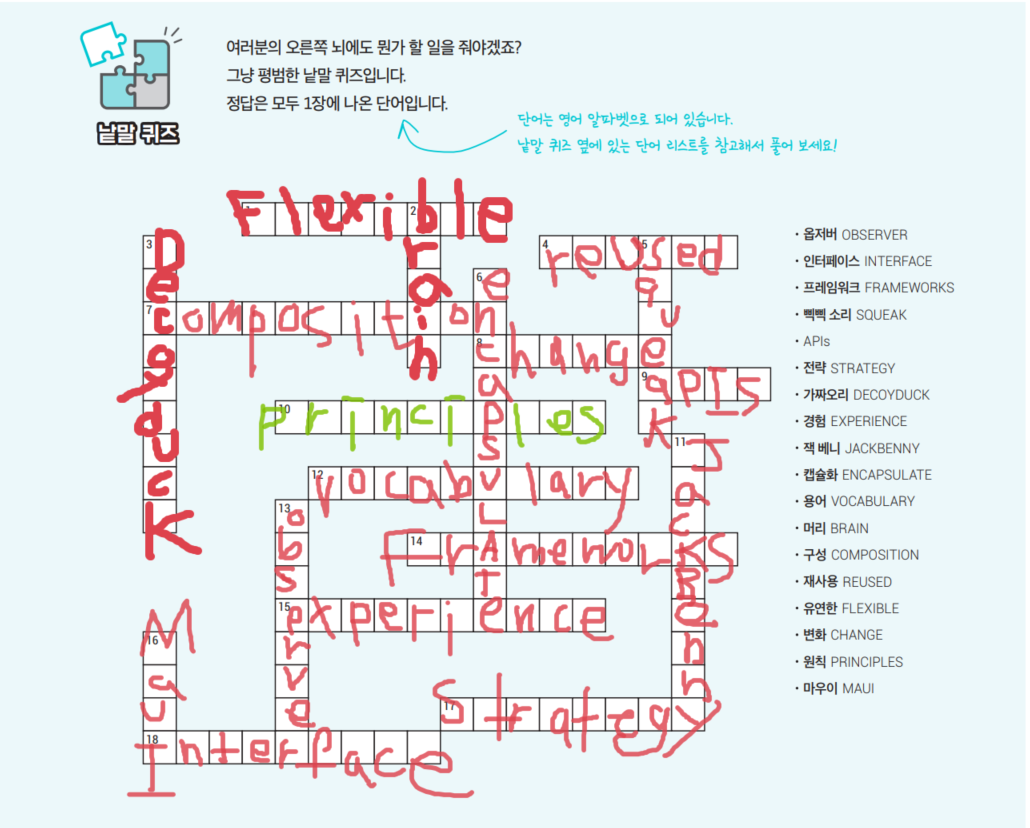 여러분의 오른쪽 뇌에도 뭔가 할 일을 줘야겠죠?
그냥 평범한 낱말 퀴즈입니다.
정답은 모두 1장에 나온 단어입니다.
낱말 퀴즈
단어는 영어 알파벳으로 되어 있습니다.
낱말 퀴즈 옆에 있는 단어 리스트를 참고해서 풀어 보세요!
1 Flexible
2 brain
3 Decoyduck
4 reused
5 squeak
6 encapsuLATe
7 composition
8 change
9 apIs
10 principles
11 JackBenny
12 vocabulary
13 observer
14 FrAmeworks
15 experience
16 MauI
17 strategy
18 Interface
· 옵저버 OBSERVER
· 인터페이스 INTERFACE
· 프레임워크 FRAMEWORKS
· 삑삑 소리 SQUEAK
· APIs
· 전략 STRATEGY
· 가짜오리 DECOYDUCK
· 경험 EXPERIENCE
· 잭 베니 JACKBENNY
· 캡슐화 ENCAPSULATE
· 용어 VOCABULARY
· 머리 BRAIN
· 구성 COMPOSITION
· 재사용 REUSED
· 유연한 FLEXIBLE
· 변화 CHANGE
· 원칙 PRINCIPLES
· 마우이 MAUI